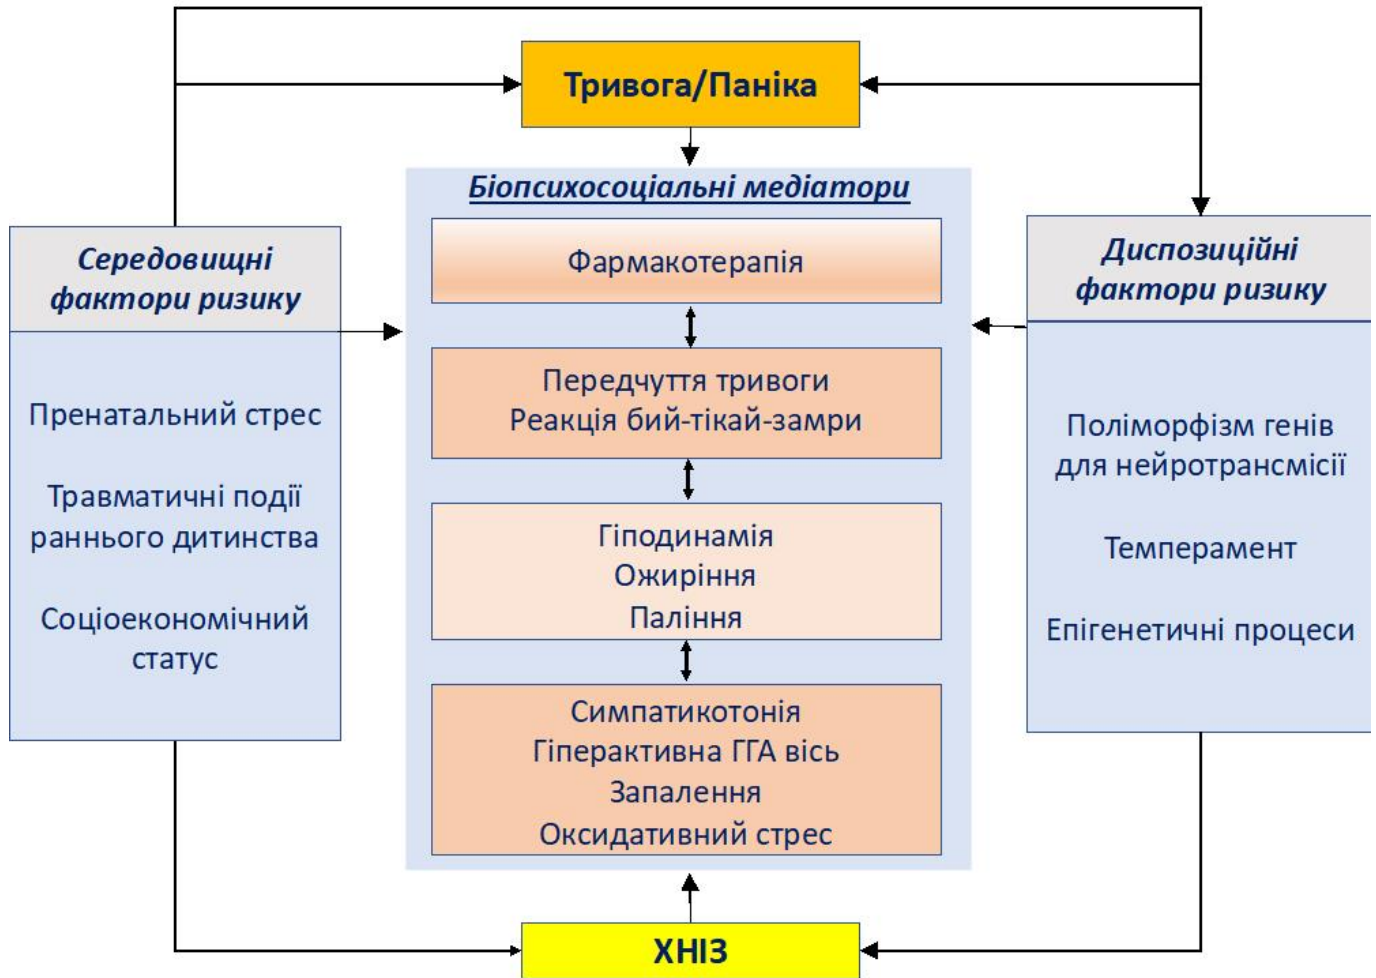 Тривога/Паніка
Біопсихосоціальні медіатори
Фармакотерапія
Передчуття тривоги
Реакція бий-тікай-замри
Гіподинамія
Ожиріння
Паління
Симпатикотонія
Гіперактивна ГГА вісь
Запалення
Оксидативний стрес
Середовищні
фактори ризику
Пренатальний стрес
Травматичні події
раннього дитинства
Соціоекономічний
статус
Диспозиційні
фактори ризику
Поліморфізм генів
для нейротрансмісії
Темперамент
Епігенетичні процеси
ХНІЗ